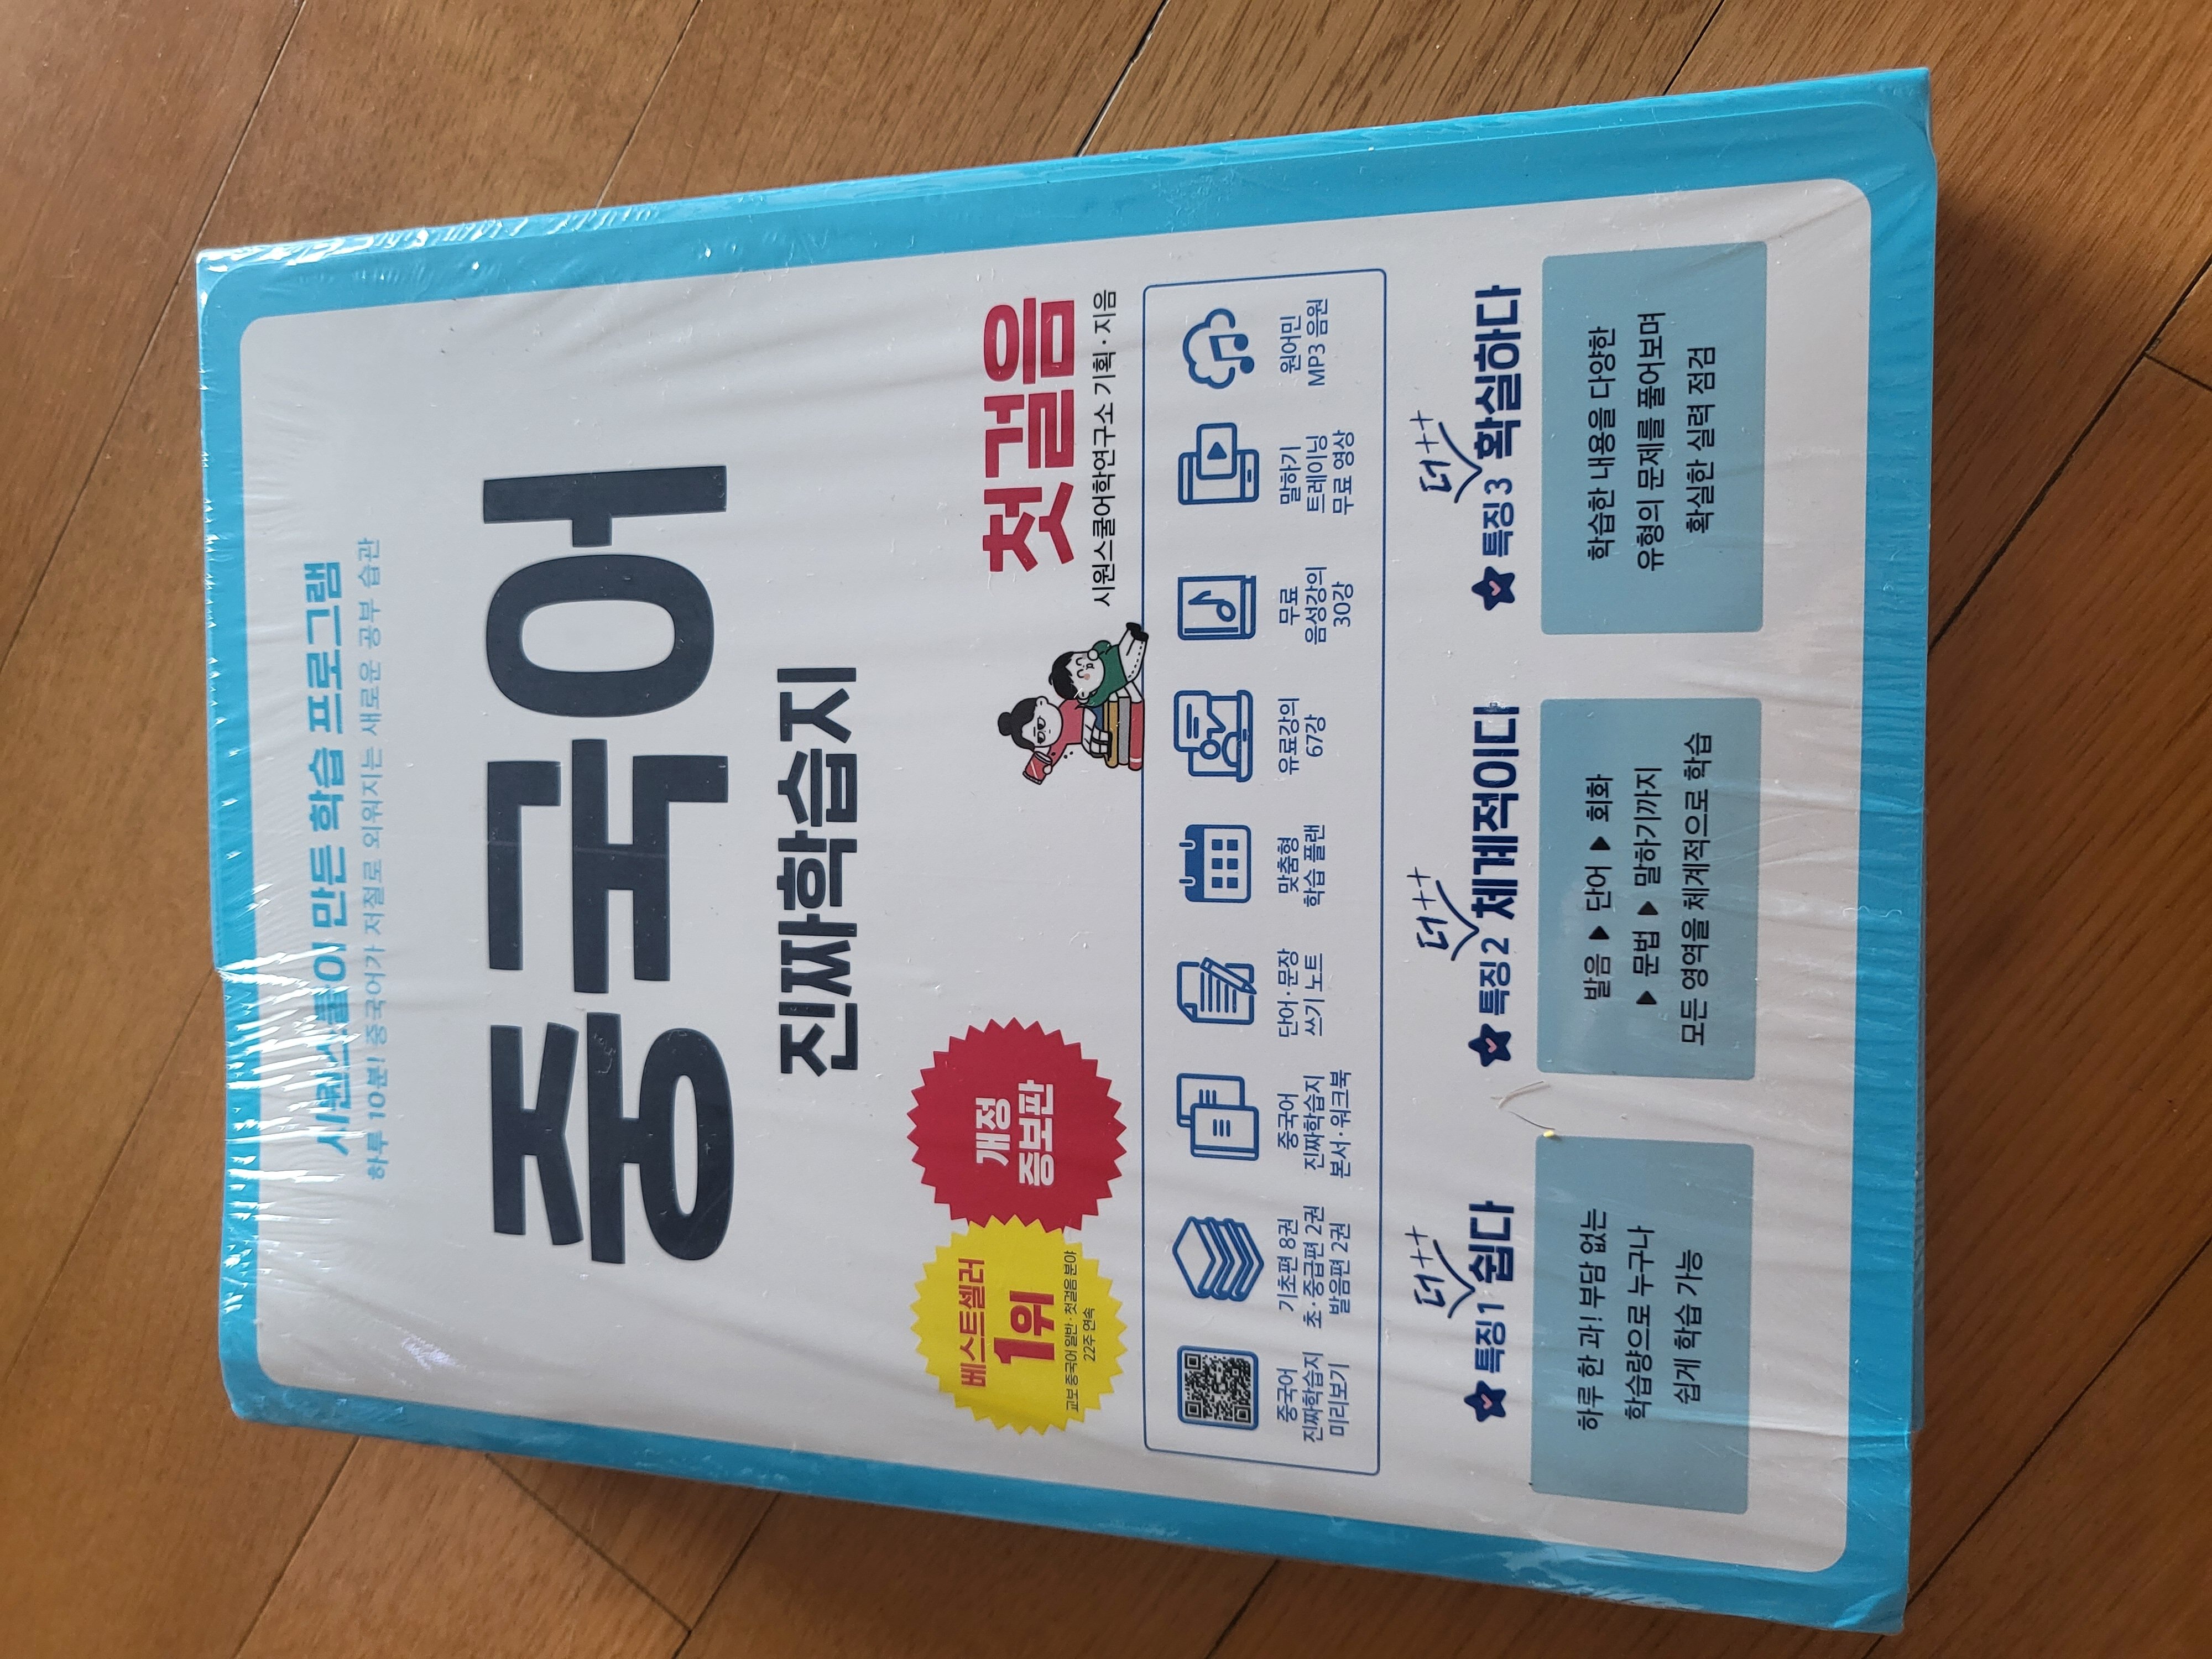 시원스쿨이 만든 학습 프로그램
하루 10분! 중국어가 저절로 외워지는 새로운 공부 습관
중국어
진짜학습지
베스트셀러
1위
교보 중국어 일반·첫걸음 분야
22주 연속
개정
증보판
첫걸음
시원스쿨어학연구소 기획·지음
중국어
진짜학습지
미리보기
기초편 8권
초·중급편 2권
발음편 2권
중국어
진짜학습지
본서·워크북
단어·문장
쓰기 노트
맞춤형
학습 플랜
유료강의
67강
무료
음성강의
30강
말하기
트레이닝
무료 영상
원어민
MP3 음원
더++
특징1 쉽다
하루 한 과! 부담 없는
학습량으로 누구나
쉽게 학습 가능
더++
특징2 체계적이다
발음 ▶ 단어 ▶ 회화
▶ 문법 ▶ 말하기까지
모든 영역을 체계적으로 학습
더++
특징3 확실하다
학습한 내용을 다양한
유형의 문제를 풀어보며
확실한 실력 점검